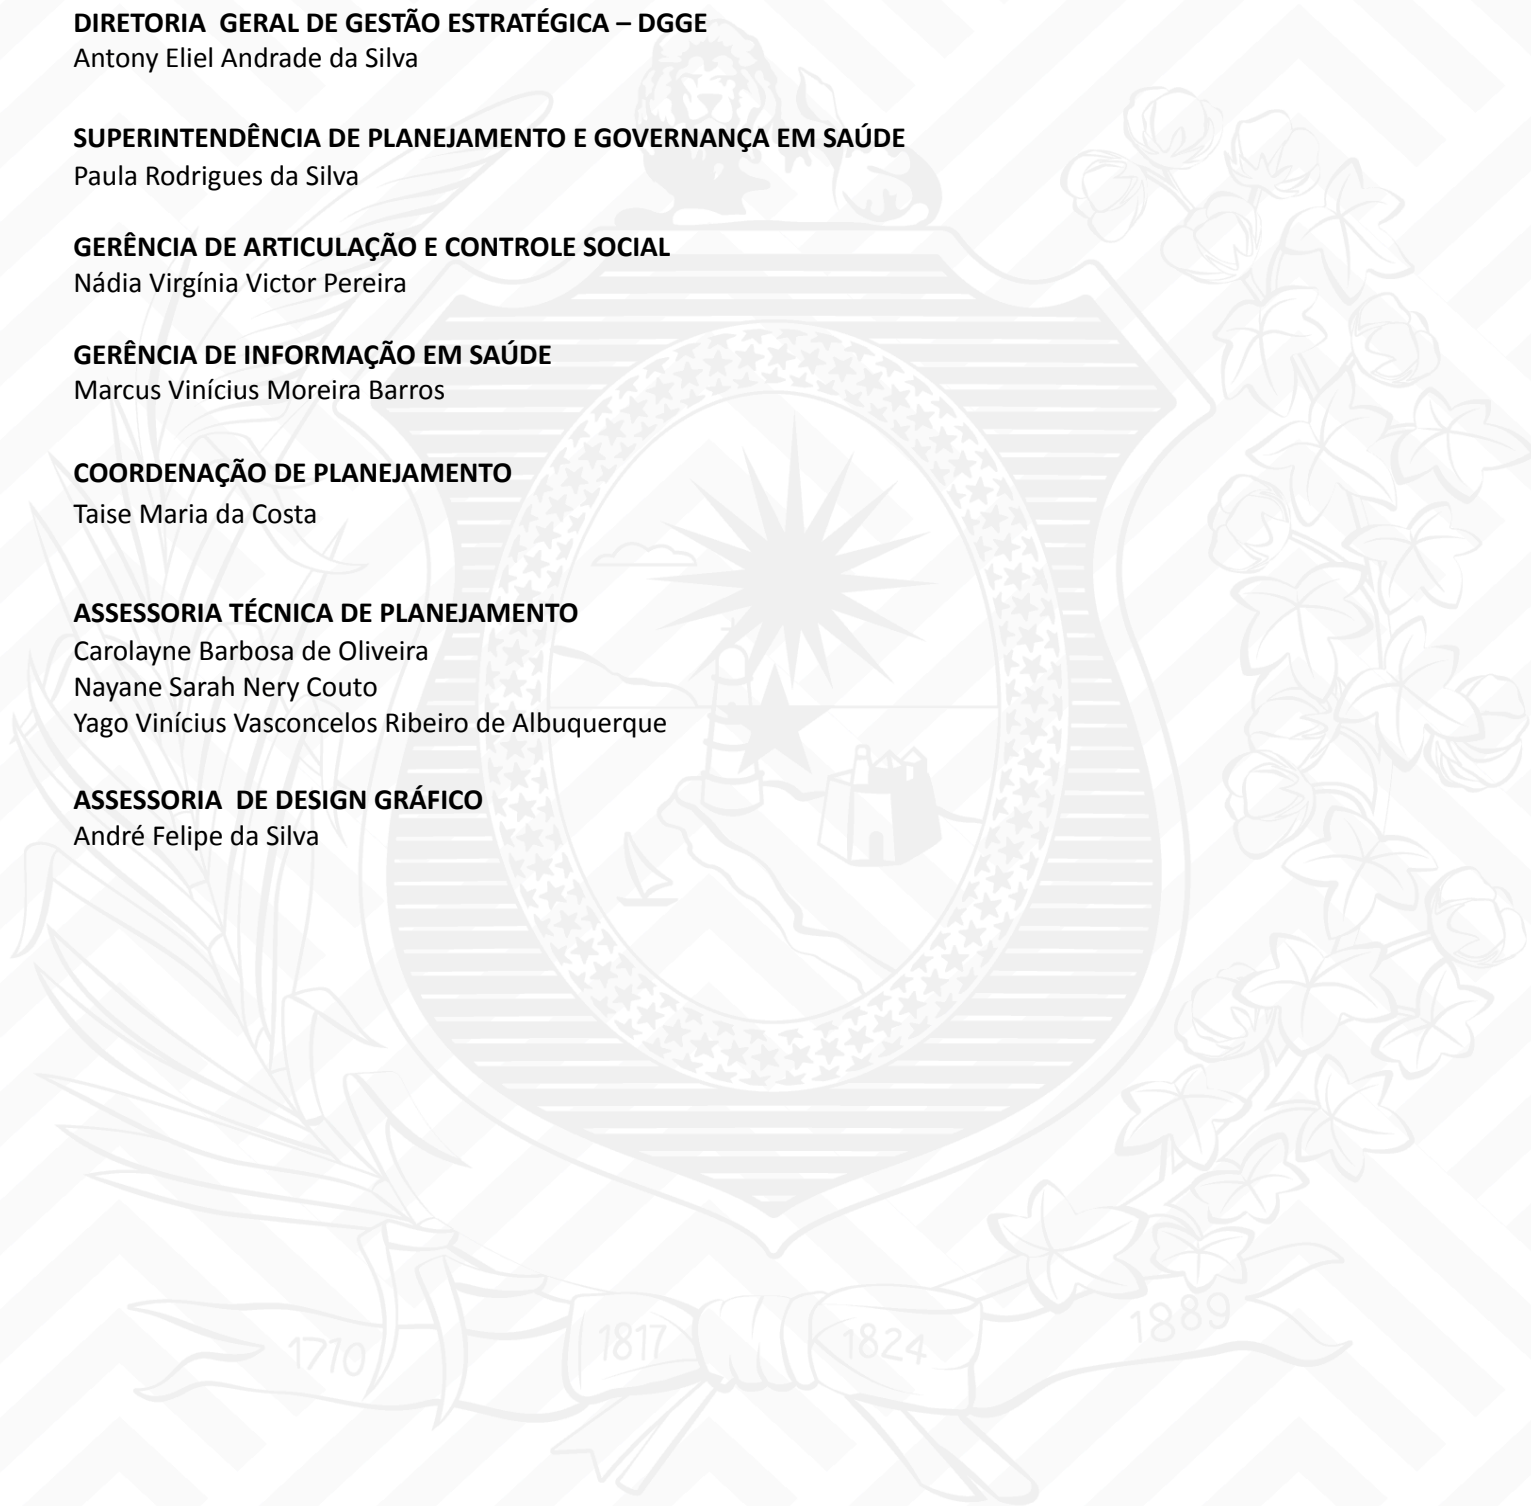 DIRETORIA  GERAL DE GESTÃO ESTRATÉGICA – DGGE
Antony Eliel Andrade da Silva
SUPERINTENDÊNCIA DE PLANEJAMENTO E GOVERNANÇA EM SAÚDE
Paula Rodrigues da Silva
GERÊNCIA DE ARTICULAÇÃO E CONTROLE SOCIAL
Nádia Virgínia Victor Pereira
GERÊNCIA DE INFORMAÇÃO EM SAÚDE
Marcus Vinícius Moreira Barros
COORDENAÇÃO DE PLANEJAMENTO
Taise Maria da Costa
ASSESSORIA TÉCNICA DE PLANEJAMENTO
Carolayne Barbosa de Oliveira
Nayane Sarah Nery Couto
Yago Vinícius Vasconcelos Ribeiro de Albuquerque
ASSESSORIA  DE DESIGN GRÁFICO
André Felipe da Silva
1710 1817 1824 1889